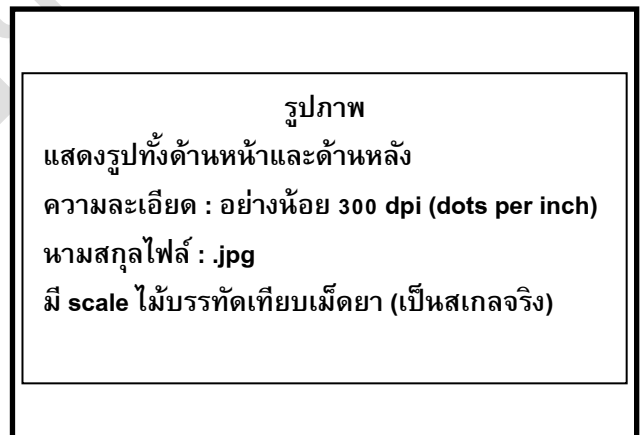 รูปภาพ
แสดงรูปทั้งด้านหน้าและด้านหลัง
ความละเอียด : อย่างน้อย 300 dpi (dots per inch)
นามสกุลไฟล์ : .jpg
มี scale ไม้บรรทัดเทียบเม็ดยา (เป็นสเกลจริง)